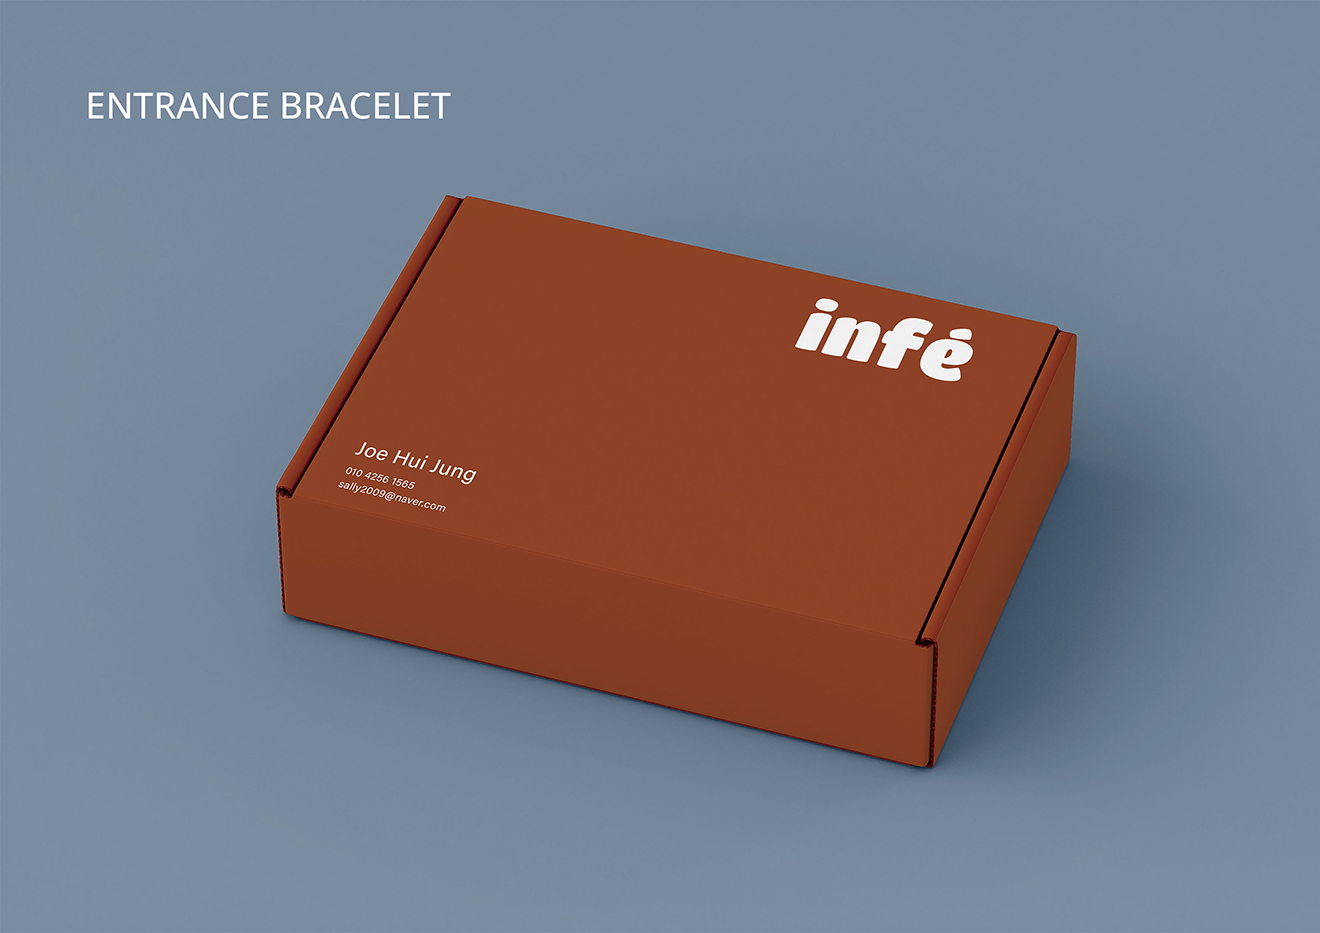 ENTRANCE BRACELET
infé
Joe Hui Jung
010 4256 1565
sally2009@naver.com